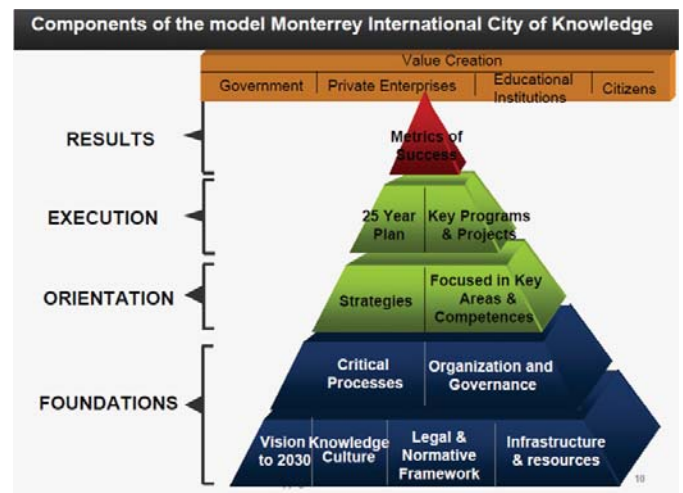 Components of the model Monterrey International City of Knowledge
Value Creation
Government
Private Enterprises
Educational
Institutions
Citizens
RESULTS
Metrics of
Success
EXECUTION
25 Year
Plan
Key Programs
& Projects
ORIENTATION
Strategies
Focused in Key
Areas &
Competences
FOUNDATIONS
Critical
Processes
Organization and
Governance
Vision
to 2030
Knowledge
Culture
Legal &
Normative
Framework
Infrastructure
& resources
10